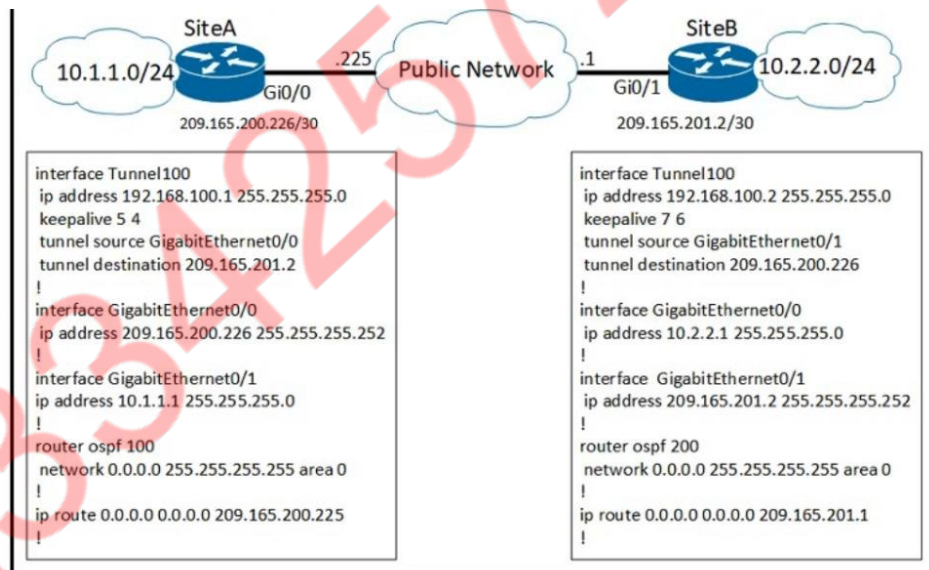 SiteA
SiteB
10.1.1.0/24
.225
Public Network
.1
10.2.2.0/24
Gi0/0
Gi0/1
209.165.200.226/30
209.165.201.2/30
interface Tunnel100
ip address 192.168.100.1 255.255.255.0
keepalive 5 4
tunnel source GigabitEthernet0/0
tunnel destination 209.165.201.2
!
interface GigabitEthernet0/0
ip address 209.165.200.226 255.255.255.252
!
interface GigabitEthernet0/1
ip address 10.1.1.1 255.255.255.0
!
router ospf 100
network 0.0.0.0 255.255.255.255 area 0
!
ip route 0.0.0.0 0.0.0.0 209.165.200.225
!
interface Tunnel100
ip address 192.168.100.2 255.255.255.0
keepalive 7 6
tunnel source GigabitEthernet0/1
tunnel destination 209.165.200.226
!
interface GigabitEthernet0/0
ip address 10.2.2.1 255.255.255.0
!
interface GigabitEthernet0/1
ip address 209.165.201.2 255.255.255.252
!
router ospf 200
network 0.0.0.0 255.255.255.255 area 0
!
ip route 0.0.0.0 0.0.0.0 209.165.201.1
!